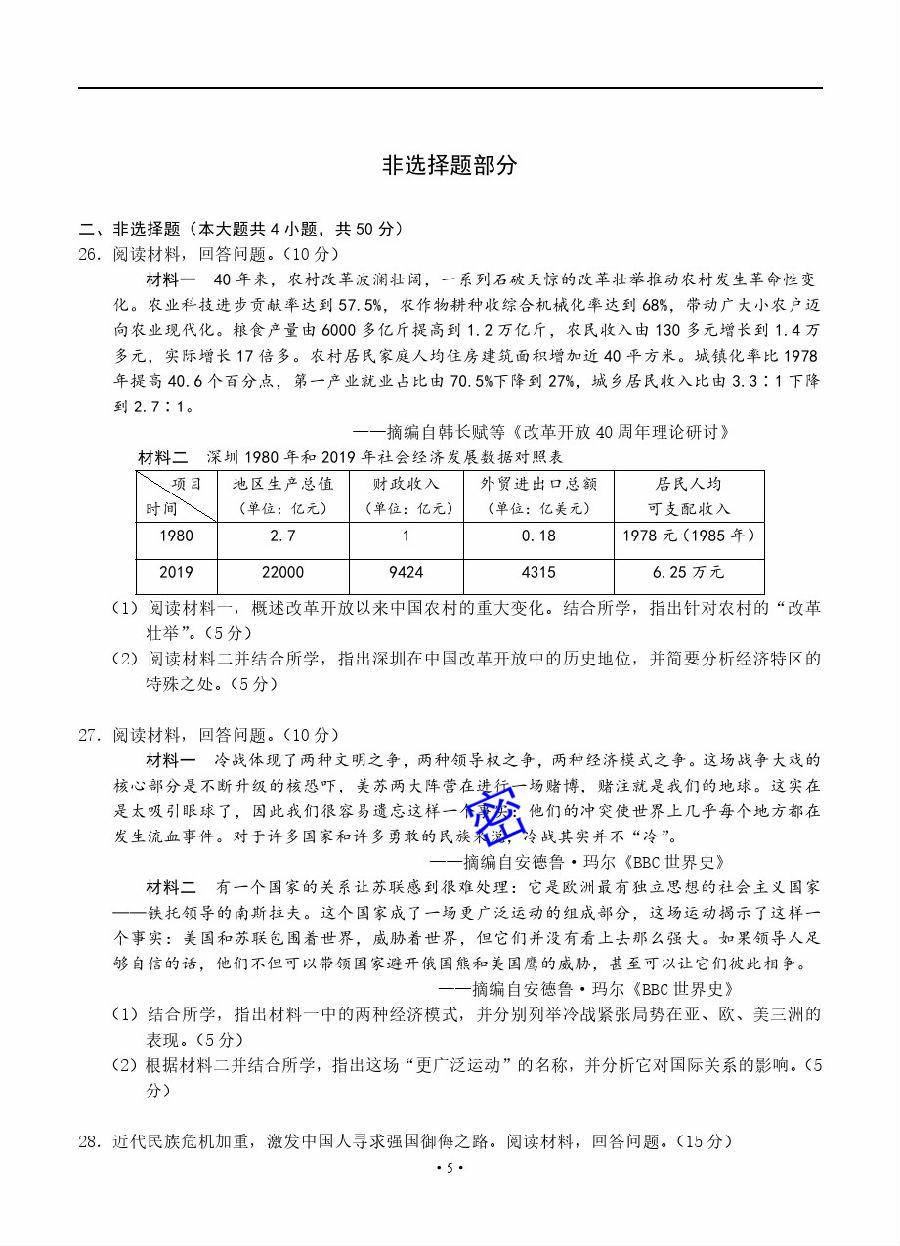 非选择题部分
二、非选择题（本大题共 4 小题，共 50 分）
26．阅读材料，回答问题。（10 分）
材料一　40 年来，农村改革波澜壮阔，一系列石破天惊的改革壮举推动农村发生革命性变
化。农业科技进步贡献率达到 57.5%，农作物耕种收综合机械化率达到 68%，带动广大小农户迈
向农业现代化。粮食产量由 6000 多亿斤提高到 1.2 万亿斤，农民收入由 130 多元增长到 1.4 万
多元，实际增长 17 倍多。农村居民家庭人均住房建筑面积增加近 40 平方米。城镇化率比 1978
年提高 40.6 个百分点，第一产业就业占比由 70.5%下降到 27%，城乡居民收入比由 3.3∶1 下降
到 2.7∶1。
——摘编自韩长赋等《改革开放 40 周年理论研讨》
材料二　深圳 1980 年和 2019 年社会经济发展数据对照表
项目 地区生产总值 财政收入 外贸进出口总额 居民人均
时间 （单位：亿元） （单位：亿元） （单位：亿美元） 可支配收入
1980 2.7 1 0.18 1978 元（1985 年）
2019 22000 9424 4315 6.25 万元
（1）阅读材料一，概述改革开放以来中国农村的重大变化。结合所学，指出针对农村的“改革
壮举”。（5 分）
（2）阅读材料二并结合所学，指出深圳在中国改革开放中的历史地位，并简要分析经济特区的
特殊之处。（5 分）
27．阅读材料，回答问题。（10 分）
材料一　冷战体现了两种文明之争，两种领导权之争，两种经济模式之争。这场战争大戏的
核心部分是不断升级的核恐吓，美苏两大阵营在进行一场赌博，赌注就是我们的地球。这实在
是太吸引眼球了，因此我们很容易遗忘这样一个事实：他们的冲突使世界上几乎每个地方都在
发生流血事件。对于许多国家和许多勇敢的民族来说，冷战其实并不“冷”。
密
——摘编自安德鲁·玛尔《BBC 世界史》
材料二　有一个国家的关系让苏联感到很难处理：它是欧洲最有独立思想的社会主义国家
——铁托领导的南斯拉夫。这个国家成了一场更广泛运动的组成部分，这场运动揭示了这样一
个事实：美国和苏联包围着世界，威胁着世界，但它们并没有看上去那么强大。如果领导人足
够自信的话，他们不但可以带领国家避开俄国熊和美国鹰的威胁，甚至可以让它们彼此相争。
——摘编自安德鲁·玛尔《BBC 世界史》
（1）结合所学，指出材料一中的两种经济模式，并分别列举冷战紧张局势在亚、欧、美三洲的
表现。（5 分）
（2）根据材料二并结合所学，指出这场“更广泛运动”的名称，并分析它对国际关系的影响。（5
分）
28．近代民族危机加重，激发中国人寻求强国御侮之路。阅读材料，回答问题。（15 分）
·5·